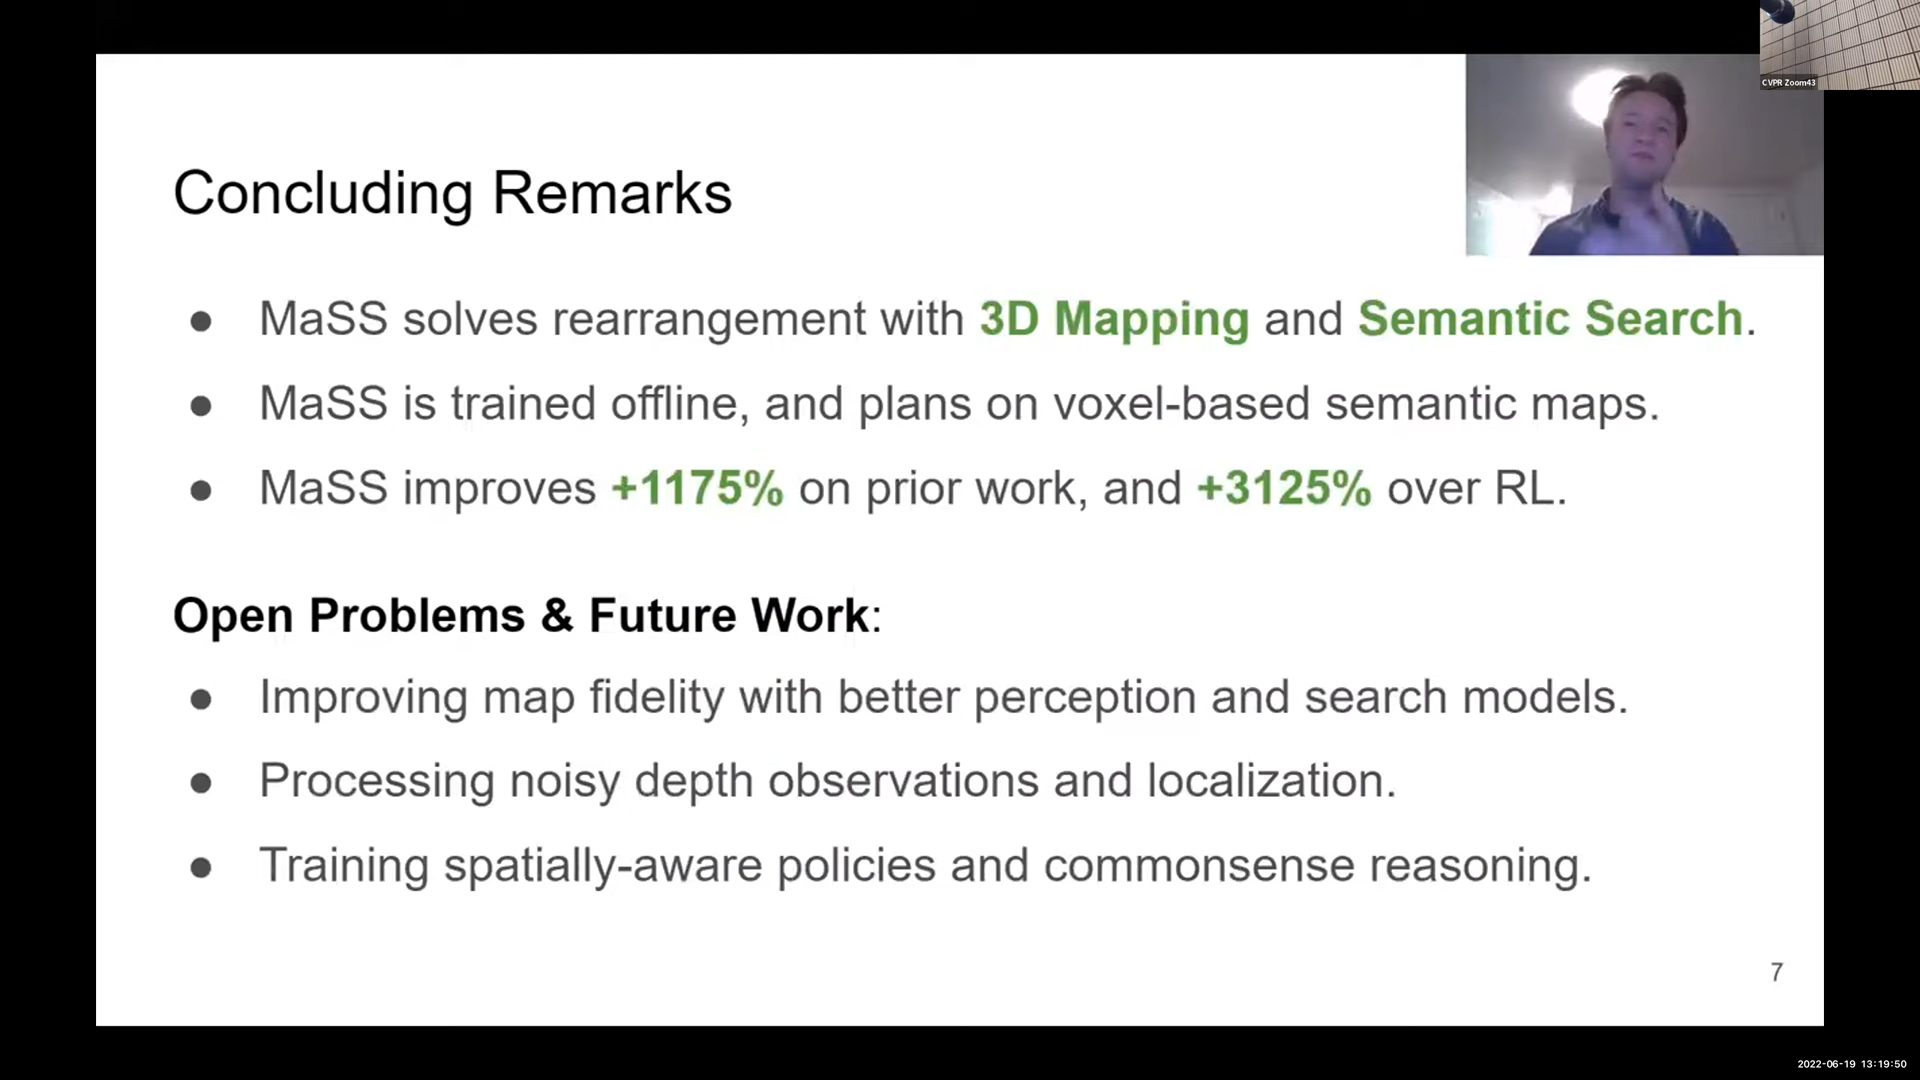 CVPR Zoom43
Concluding Remarks
● MaSS solves rearrangement with 3D Mapping and Semantic Search.
● MaSS is trained offline, and plans on voxel-based semantic maps.
● MaSS improves +1175% on prior work, and +3125% over RL.
Open Problems & Future Work:
● Improving map fidelity with better perception and search models.
● Processing noisy depth observations and localization.
● Training spatially-aware policies and commonsense reasoning.
7
2022-06-19 13:19:50